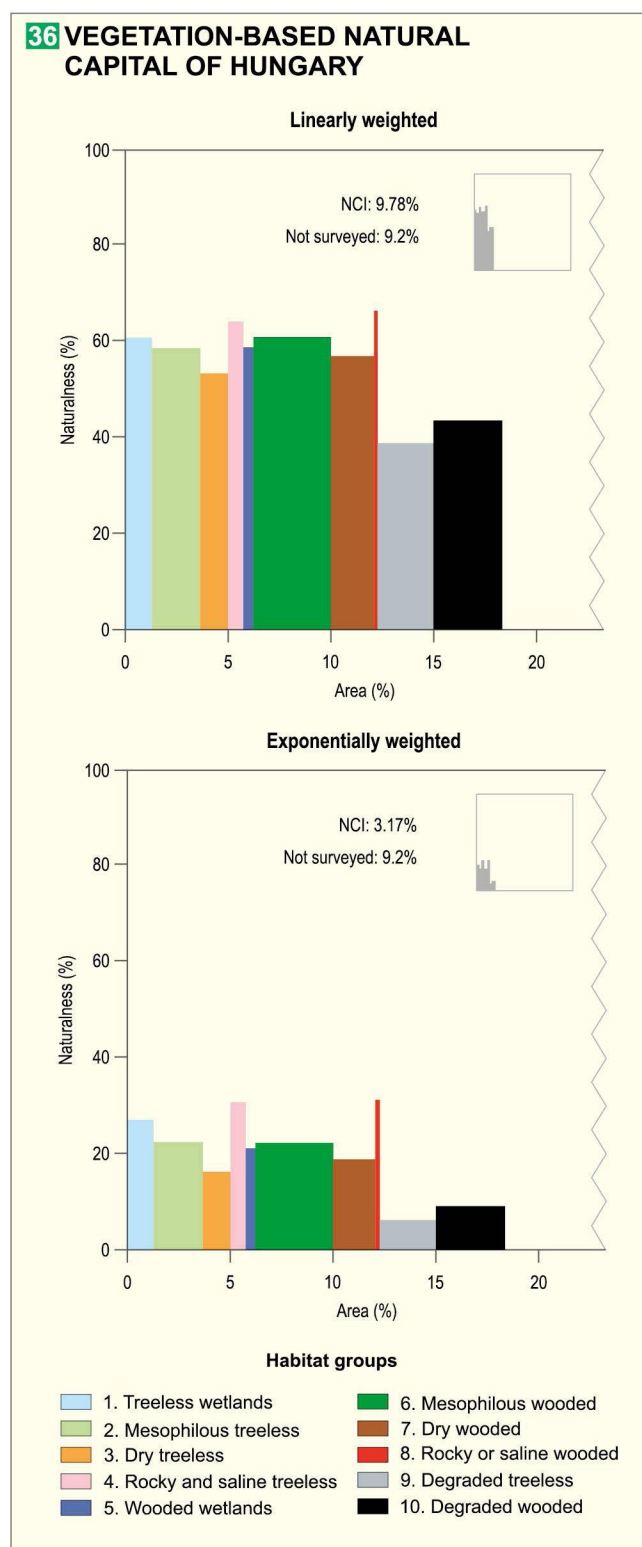 36 VEGETATION-BASED NATURAL
CAPITAL OF HUNGARY
Linearly weighted
100
80
60
40
20
0
Naturalness (%)
NCI: 9.78%
Not surveyed: 9.2%
0 5 10 15 20
Area (%)
Exponentially weighted
100
80
60
40
20
0
Naturalness (%)
NCI: 3.17%
Not surveyed: 9.2%
0 5 10 15 20
Area (%)
Habitat groups
1. Treeless wetlands
2. Mesophilous treeless
3. Dry treeless
4. Rocky and saline treeless
5. Wooded wetlands
6. Mesophilous wooded
7. Dry wooded
8. Rocky or saline wooded
9. Degraded treeless
10. Degraded wooded